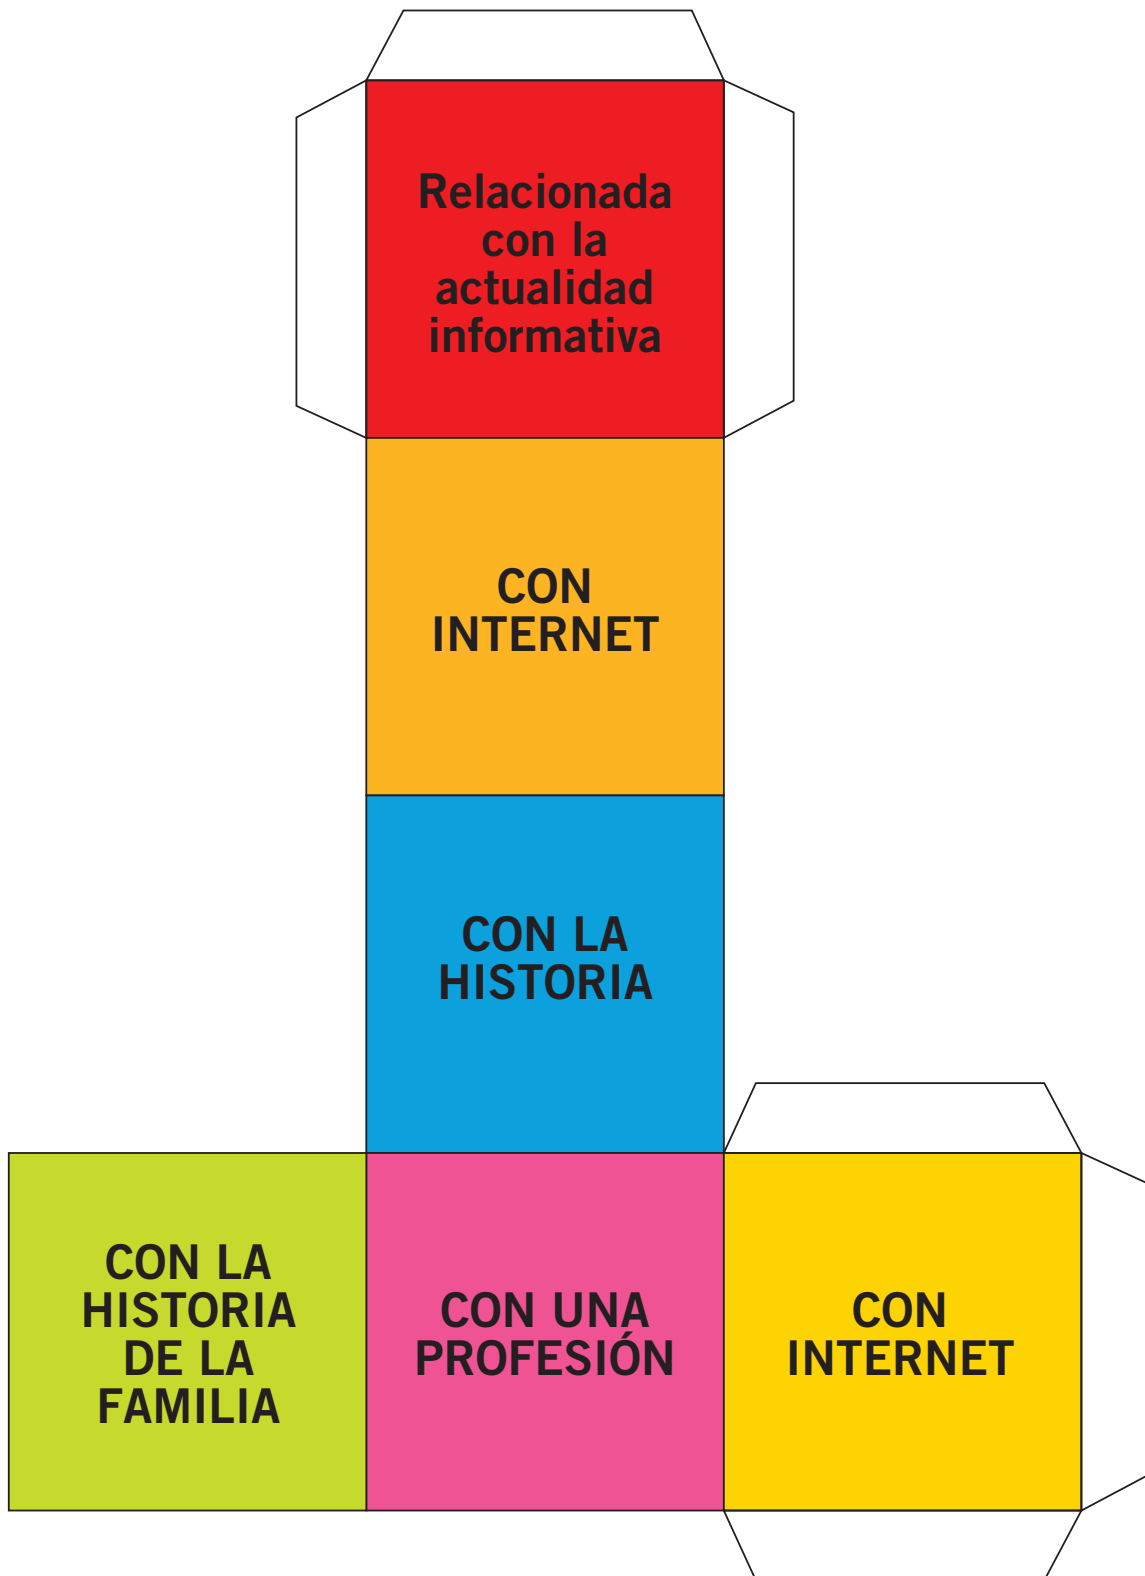 Relacionada
con la
actualidad
informativa
CON
INTERNET
CON LA
HISTORIA
CON LA
HISTORIA
DE LA
FAMILIA
CON UNA
PROFESIÓN
CON
INTERNET